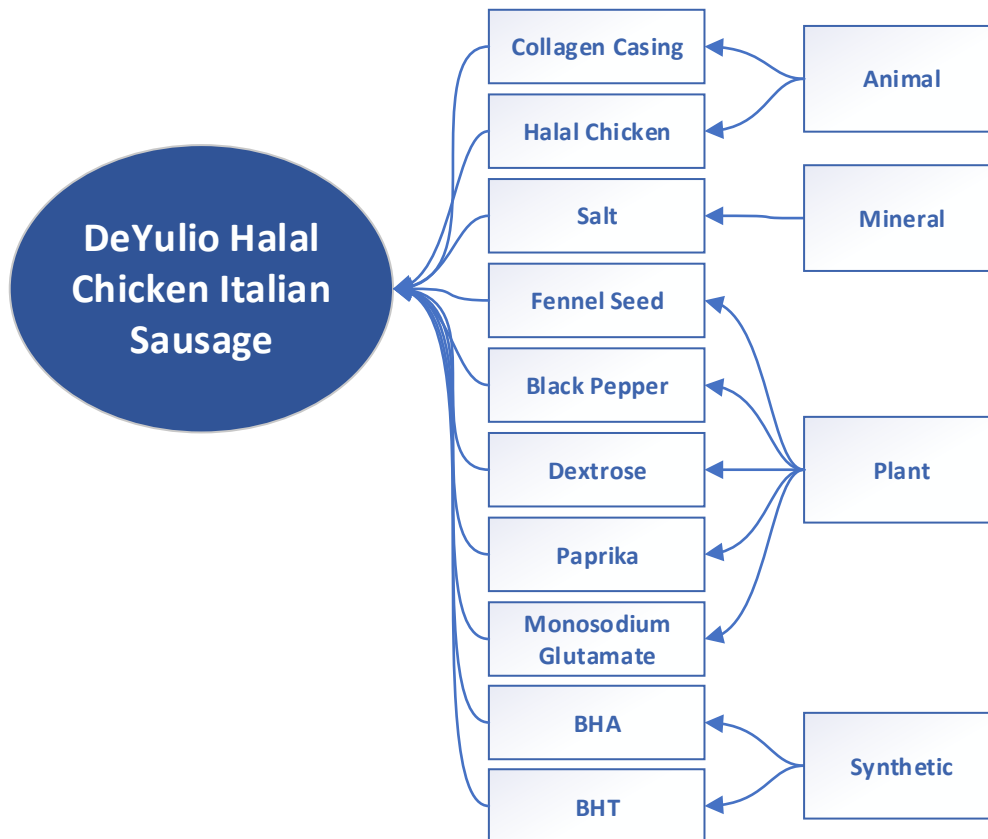 DeYulio Halal
Chicken Italian
Sausage
Collagen Casing
Halal Chicken
Salt
Fennel Seed
Black Pepper
Dextrose
Paprika
Monosodium
Glutamate
BHA
BHT
Animal
Mineral
Plant
Synthetic